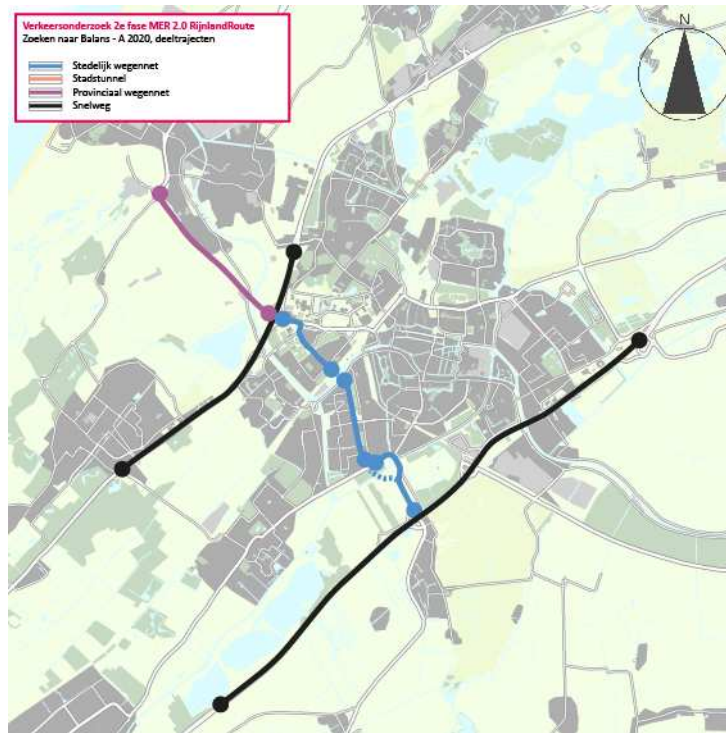 Verkeersonderzoek 2e fase MER 2.0 RijnlandRoute
Zoeken naar Balans - A 2020, deeltrajecten
Stedelijk wegennet
Stadstunnel
Provinciaal wegennet
Snelweg
N